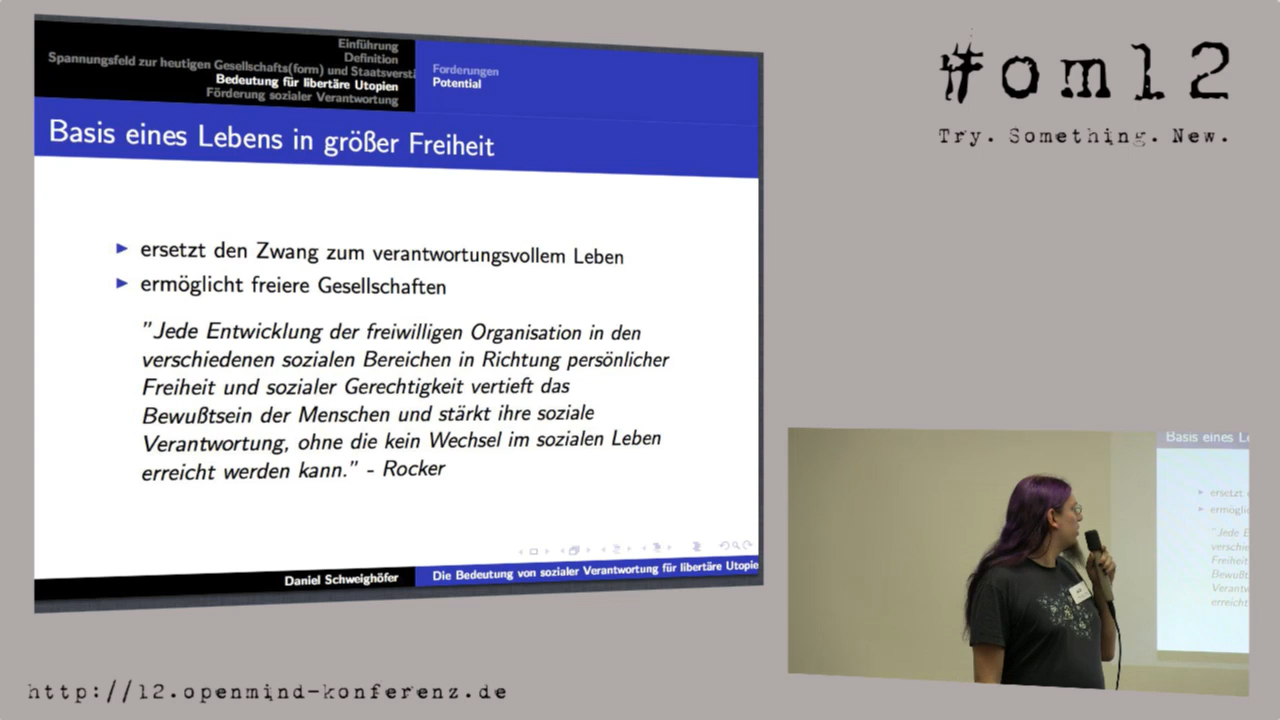 Einführung
Definition
Spannungsfeld zur heutigen Gesellschafts(form) und Staatsverstä
Bedeutung für libertäre Utopien
Förderung sozialer Verantwortung
Forderungen
Potential
Basis eines Lebens in größer Freiheit
ersetzt den Zwang zum verantwortungsvollem Leben
ermöglicht freiere Gesellschaften
"Jede Entwicklung der freiwilligen Organisation in den
verschiedenen sozialen Bereichen in Richtung persönlicher
Freiheit und sozialer Gerechtigkeit vertieft das
Bewußtsein der Menschen und stärkt ihre soziale
Verantwortung, ohne die kein Wechsel im sozialen Leben
erreicht werden kann." - Rocker
Daniel Schweighöfer
Die Bedeutung von sozialer Verantwortung für libertäre Utopie
#om12
Try. Something. New.
Basis eines Le
ersetzt
ermöglic
"Jede E
verschie
Freiheit
Bewußt
Verantw
erreicht
http://12.openmind-konferenz.de